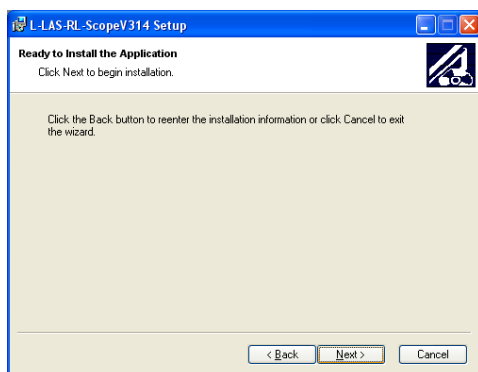 L-LAS-RL-ScopeV314 Setup
Ready to Install the Application
Click Next to begin installation.
Click the Back button to reenter the installation information or click Cancel to exit
the wizard.
< Back Next > Cancel